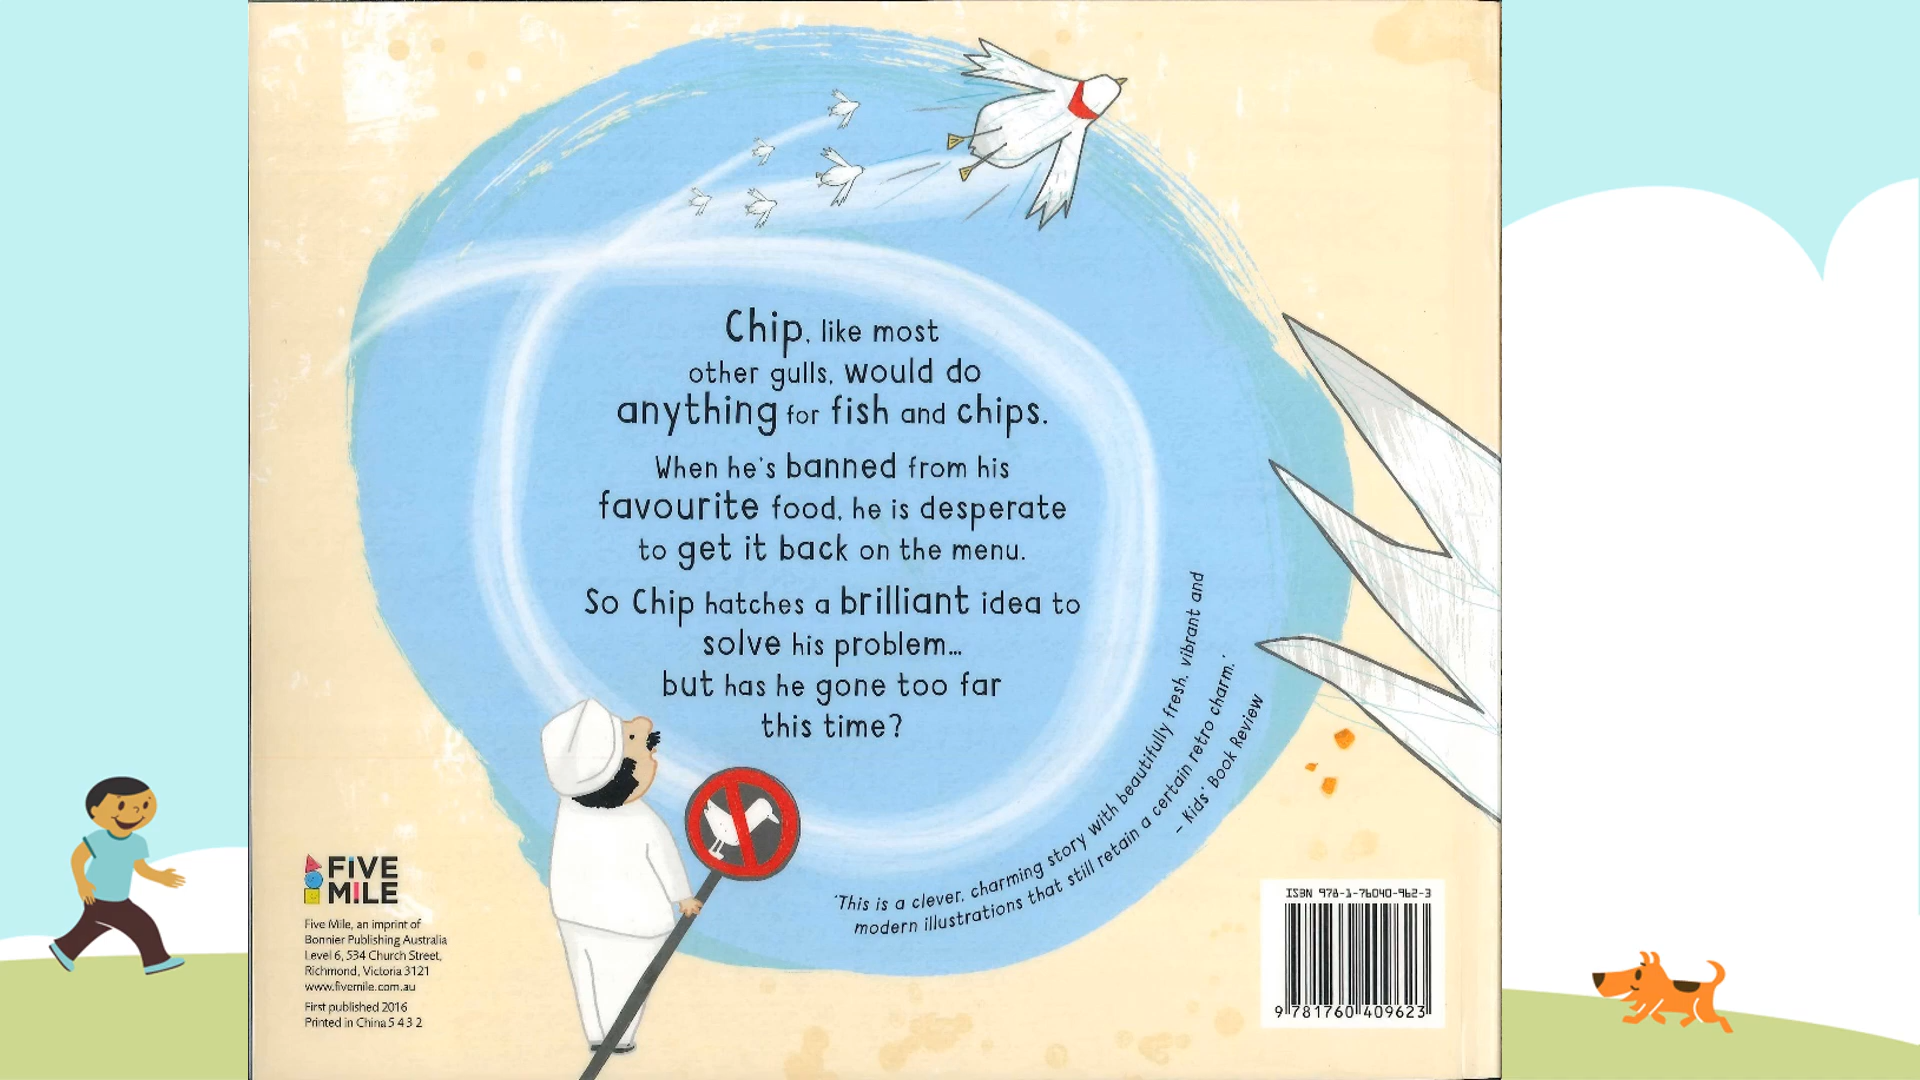 Chip, like most
other gulls, would do
anything for fish and chips.
When he's banned from his
favourite food, he is desperate
to get it back on the menu.
So Chip hatches a brilliant idea to
solve his problem...
but has he gone too far
this time?
'This is a clever, charming story with beautifully fresh, vibrant and
modern illustrations that still retain a certain retro charm.'
– Kids' Book Review
FiVE
MiLE
Five Mile, an imprint of
Bonnier Publishing Australia
Level 6, 534 Church Street,
Richmond, Victoria 3121
www.fivemile.com.au
First published 2016
Printed in China 5 4 3 2
ISBN 978-1-76040-962-3
9 781760 409623